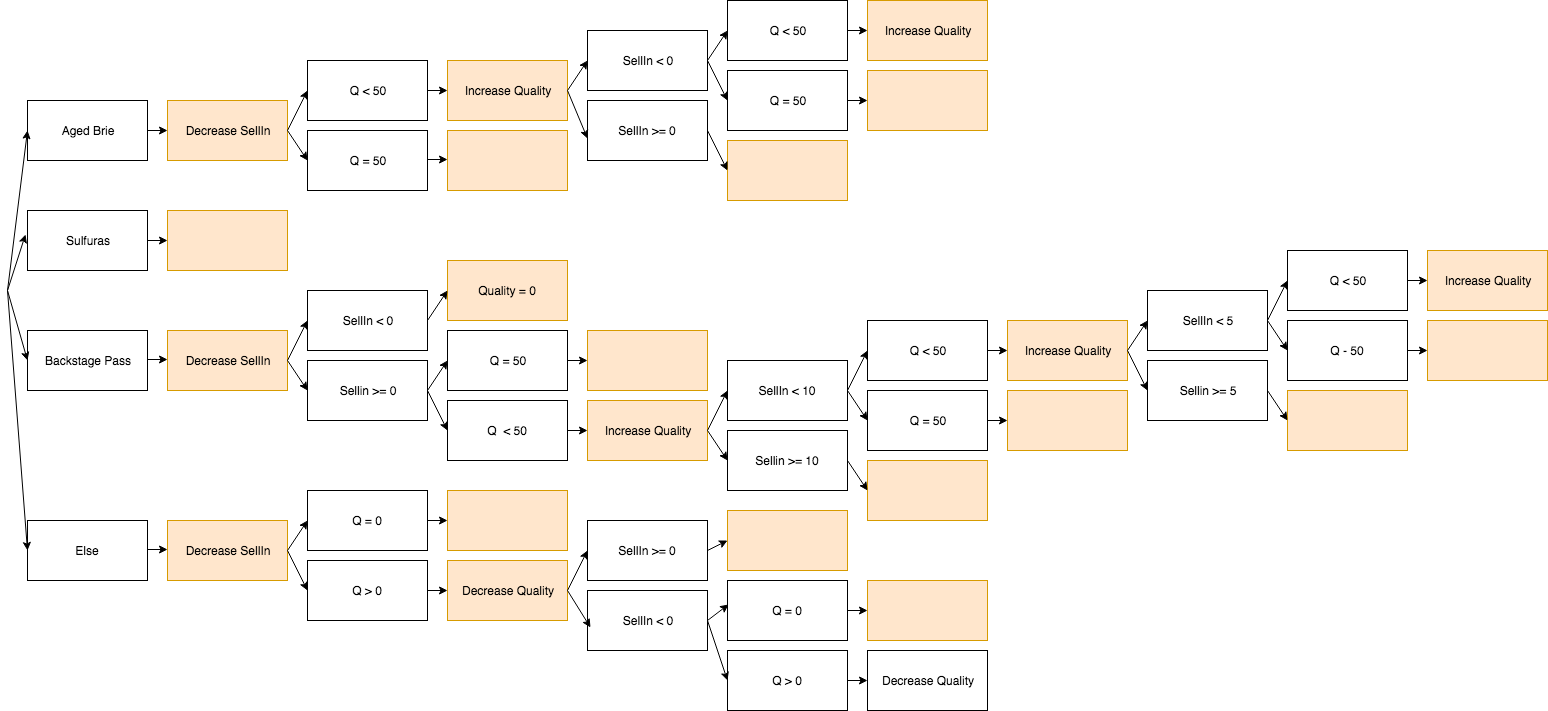 Aged Brie
Decrease SellIn
Q < 50
Increase Quality
SellIn < 0
Q < 50
Increase Quality
Q = 50
SellIn >= 0
Q = 50
Sulfuras
Backstage Pass
Decrease SellIn
SellIn < 0
Quality = 0
Sellin >= 0
Q = 50
Q < 50
Increase Quality
SellIn < 10
Q < 50
Increase Quality
SellIn < 5
Q < 50
Increase Quality
Q - 50
Sellin >= 5
Q = 50
Sellin >= 10
Else
Decrease SellIn
Q = 0
Q > 0
Decrease Quality
SellIn >= 0
SellIn < 0
Q = 0
Q > 0
Decrease Quality